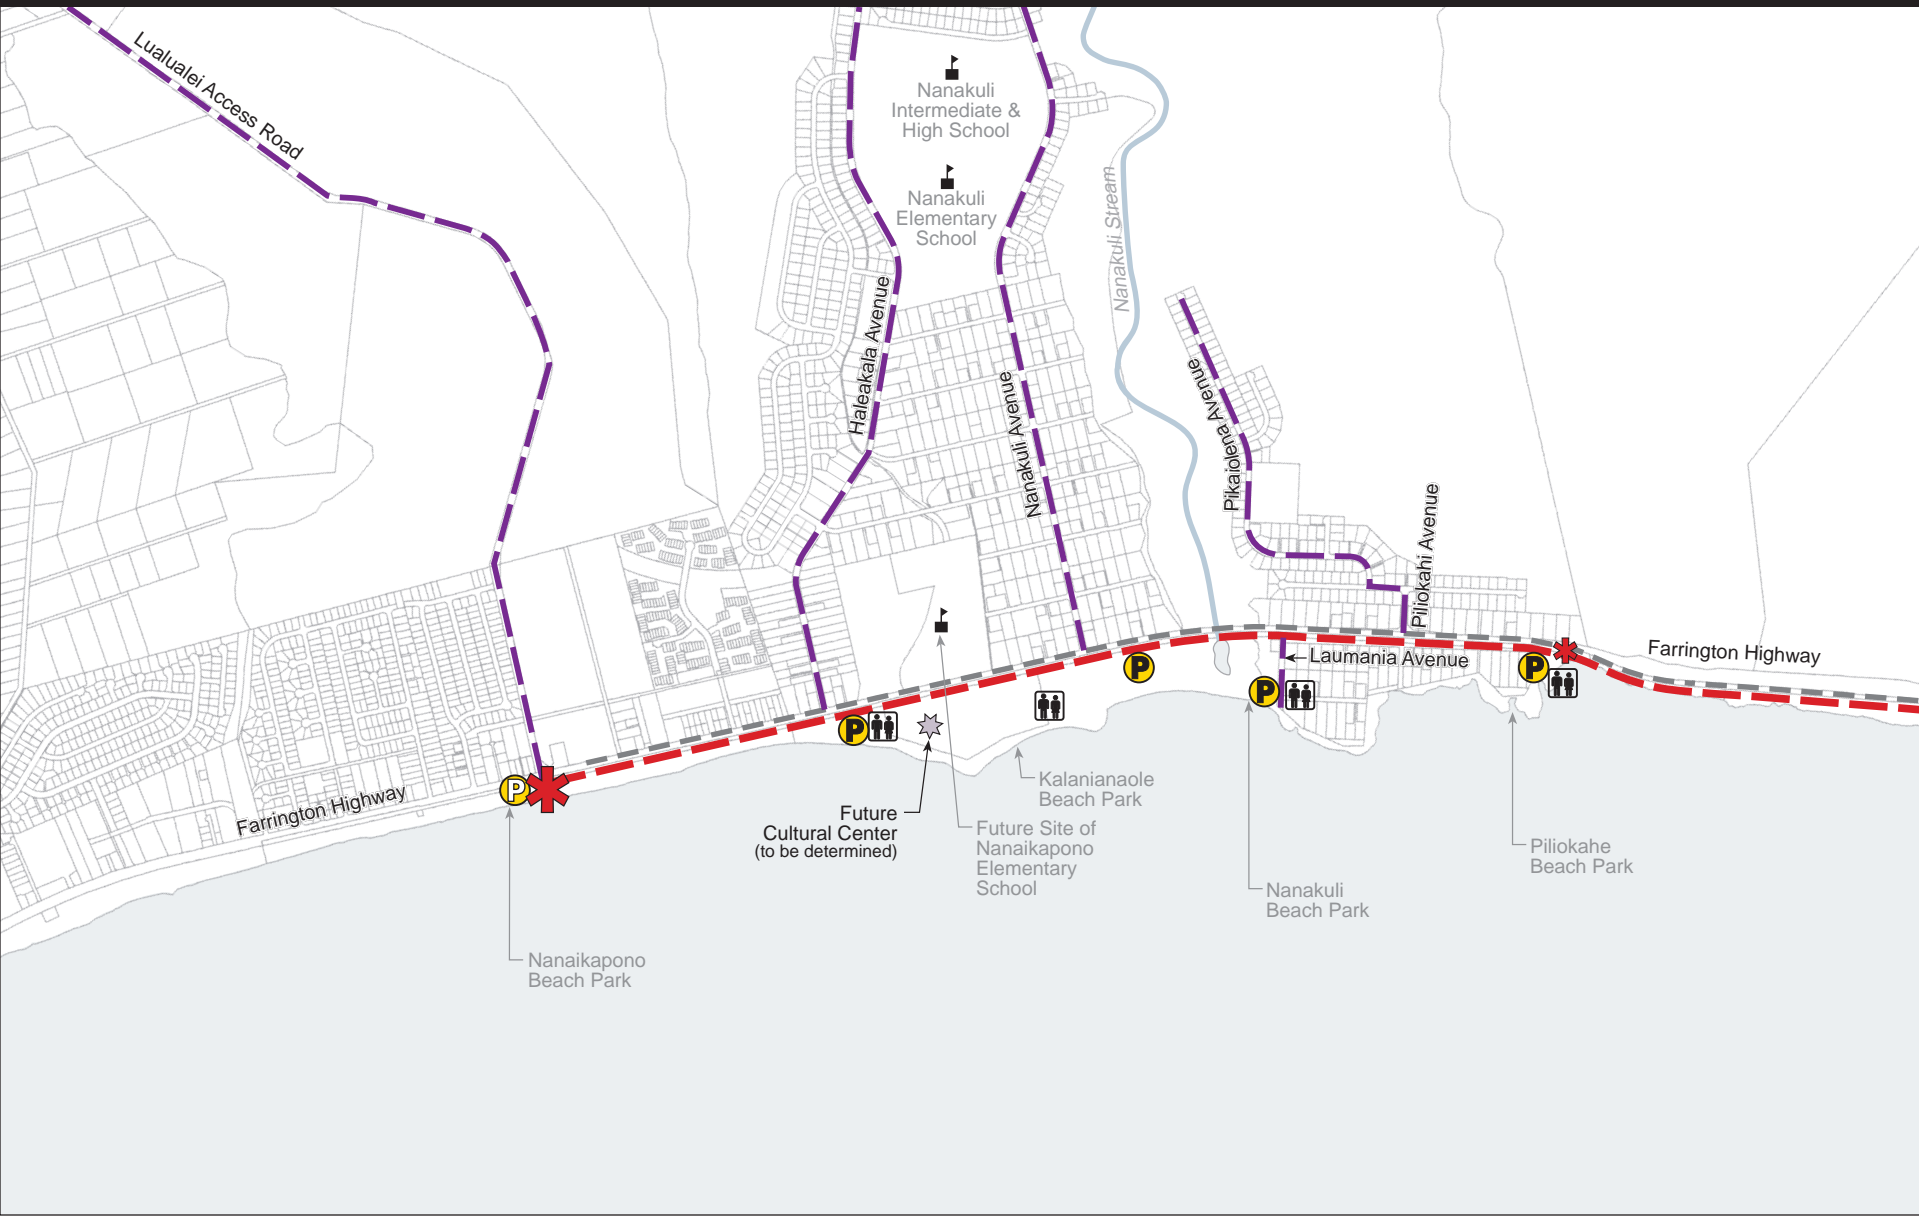 Lualualei Access Road
Nanakuli
Intermediate &
High School
Nanakuli
Elementary
School
Nanakuli Stream
Haleakala Avenue
Nanakuli Avenue
Pikaiolena Avenue
Piliokahi Avenue
Laumania Avenue
Farrington Highway
P
P
P
P
P
Farrington Highway
Kalanianaole
Beach Park
Future
Cultural Center
(to be determined)
Future Site of
Nanaikapono
Elementary
School
Piliokahe
Beach Park
Nanakuli
Beach Park
Nanaikapono
Beach Park